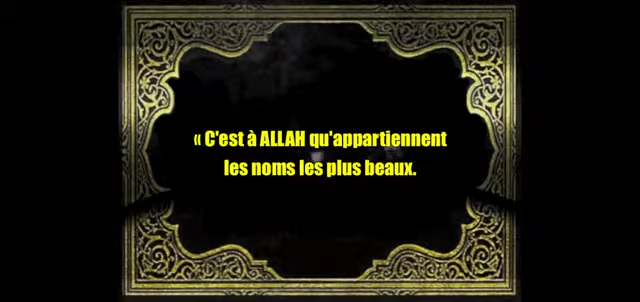 « C'est à ALLAH qu'appartiennent
les noms les plus beaux.